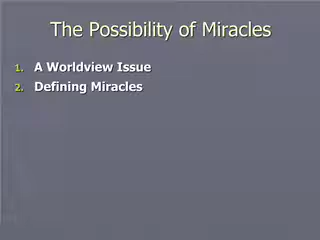 The Possibility of Miracles
1. A Worldview Issue
2. Defining Miracles